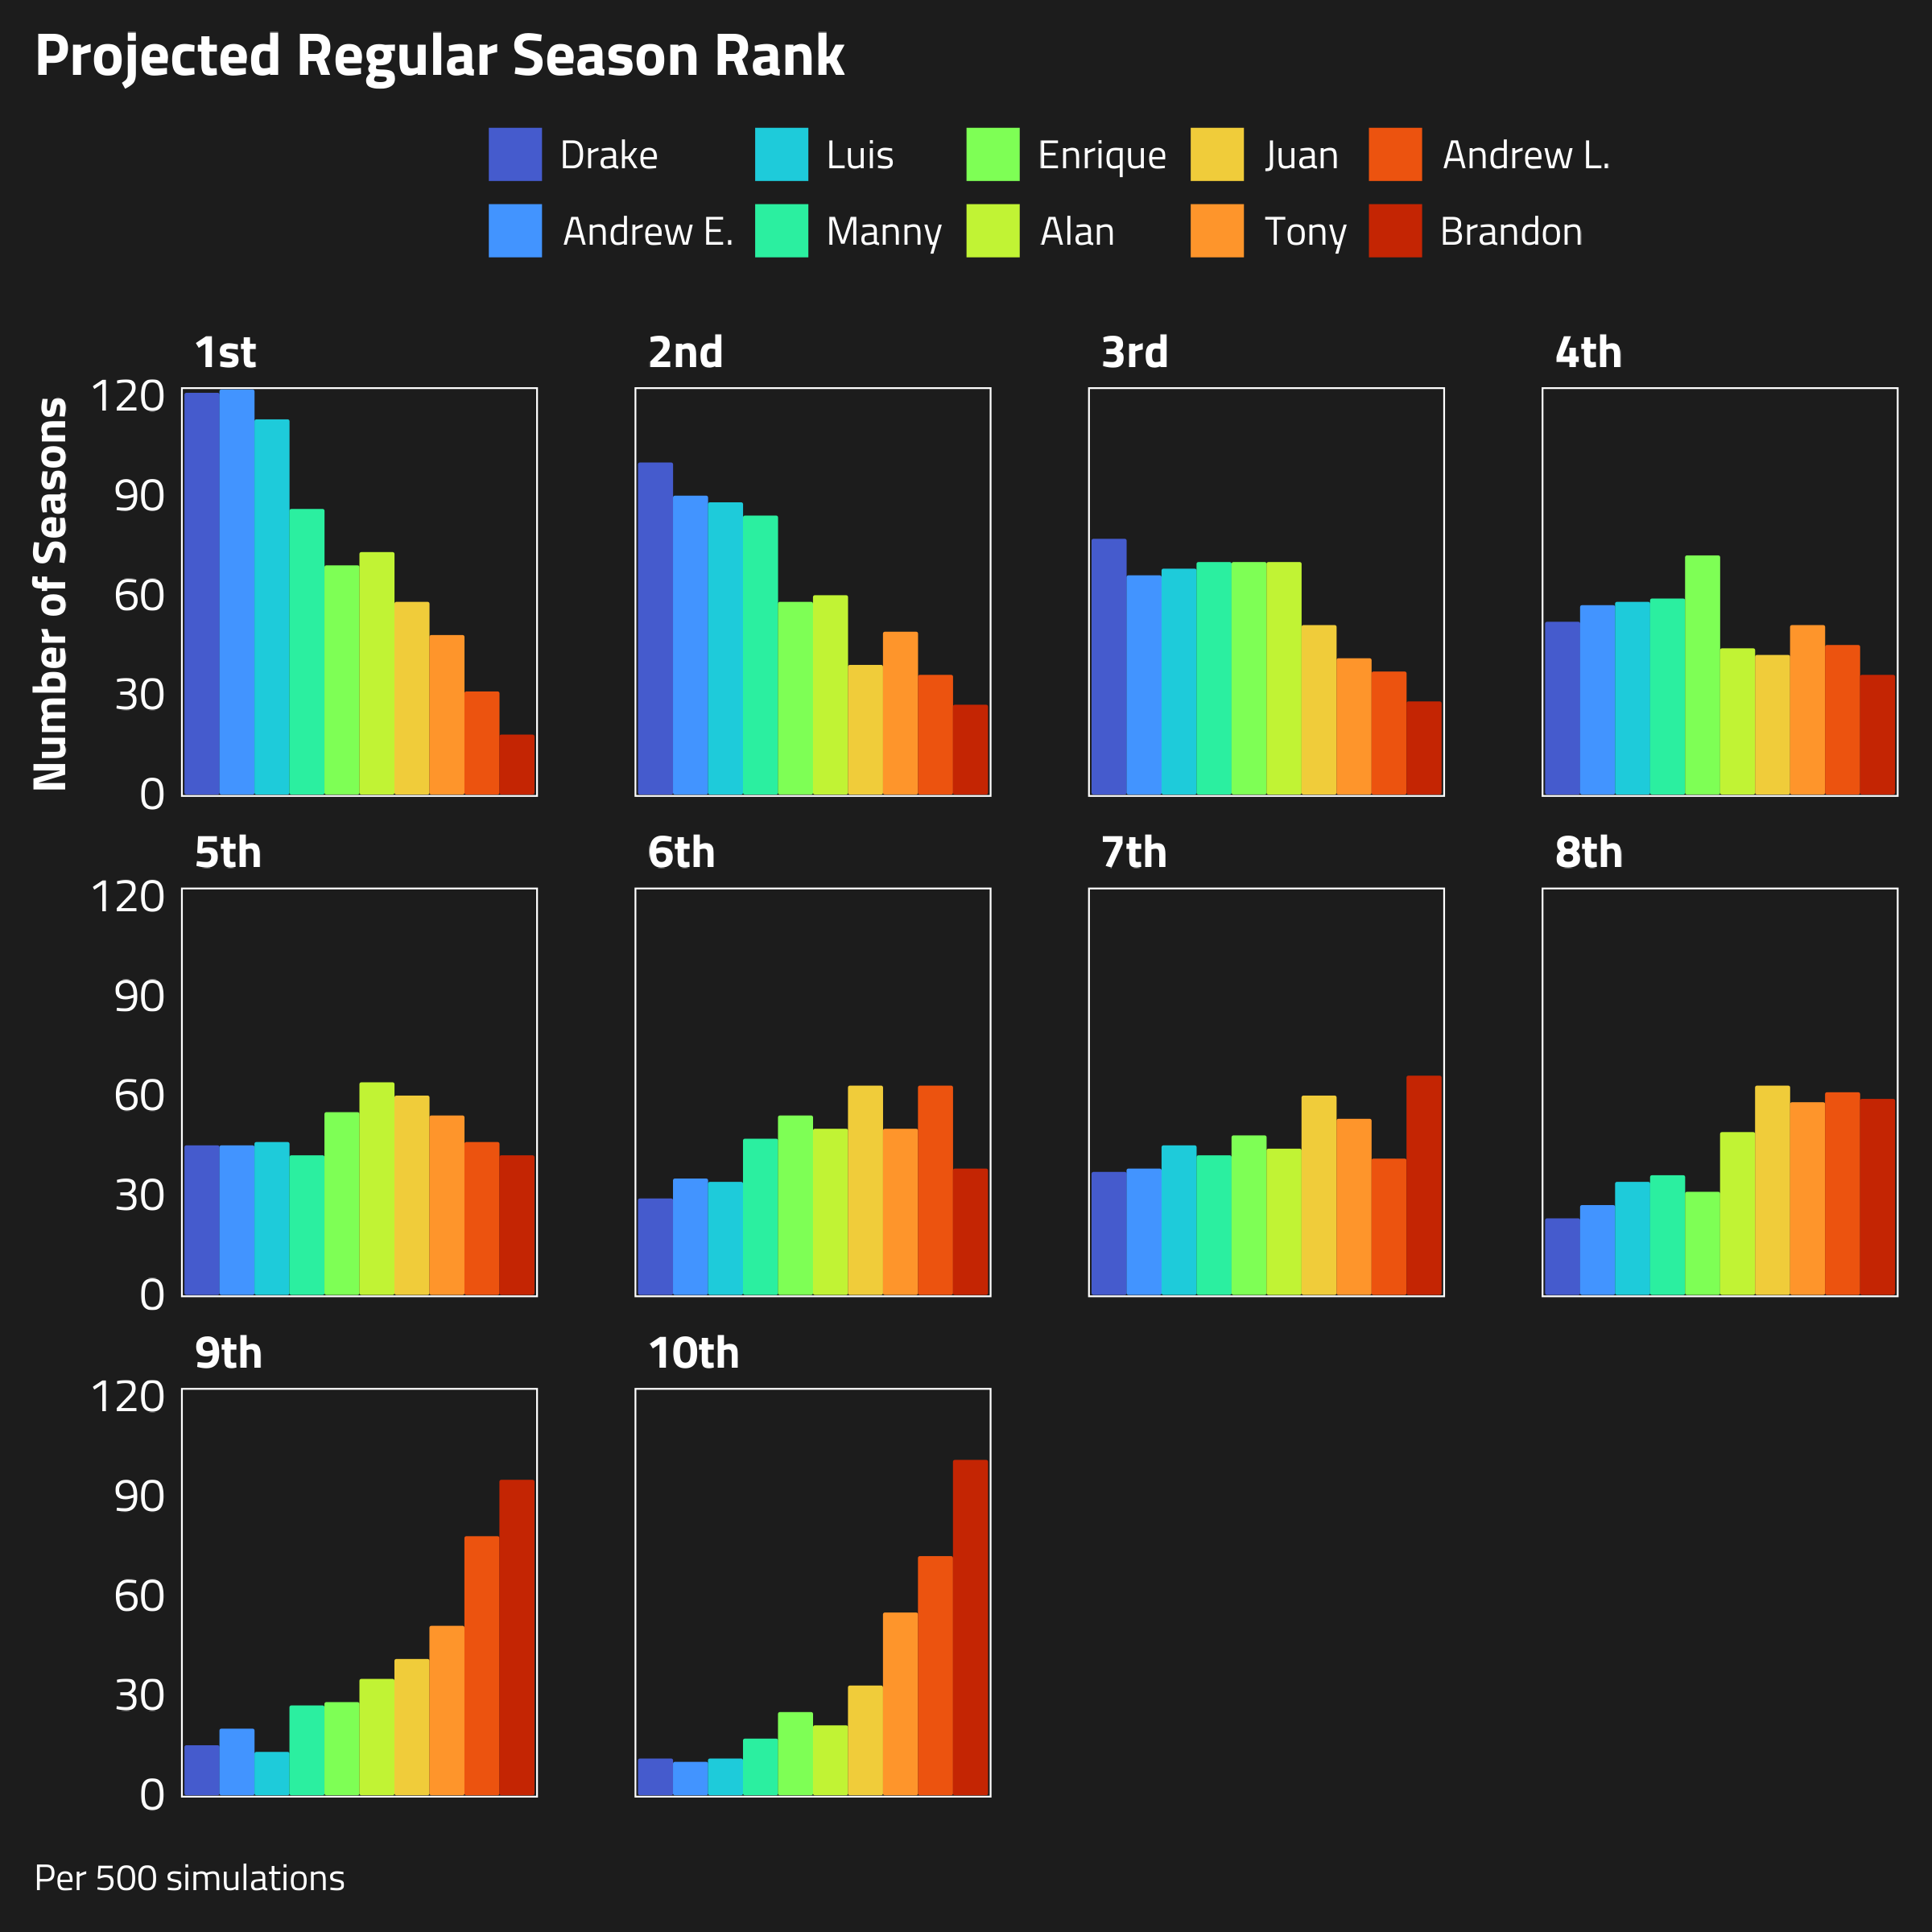 Projected Regular Season Rank
Drake Luis Enrique Juan Andrew L.
Andrew E. Manny Alan Tony Brandon
1st 2nd 3rd 4th
Number of Seasons
120
90
60
30
0
5th 6th 7th 8th
120
90
60
30
0
9th 10th
120
90
60
30
0
Per 500 simulations